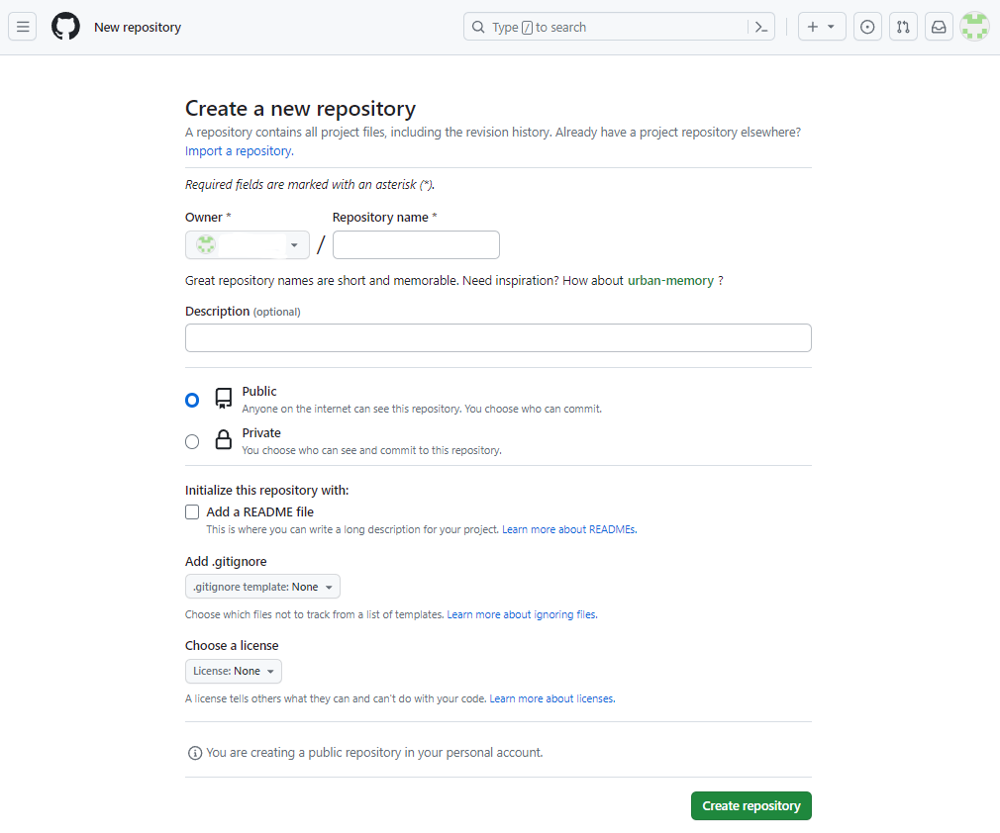 New repository
Type / to search
Create a new repository
A repository contains all project files, including the revision history. Already have a project repository elsewhere?
Import a repository.
Required fields are marked with an asterisk (*).
Owner * Repository name *
/
Great repository names are short and memorable. Need inspiration? How about urban-memory ?
Description (optional)
Public
Anyone on the internet can see this repository. You choose who can commit.
Private
You choose who can see and commit to this repository.
Initialize this repository with:
Add a README file
This is where you can write a long description for your project. Learn more about READMEs.
Add .gitignore
.gitignore template: None
Choose which files not to track from a list of templates. Learn more about ignoring files.
Choose a license
License: None
A license tells others what they can and can't do with your code. Learn more about licenses.
You are creating a public repository in your personal account.
Create repository